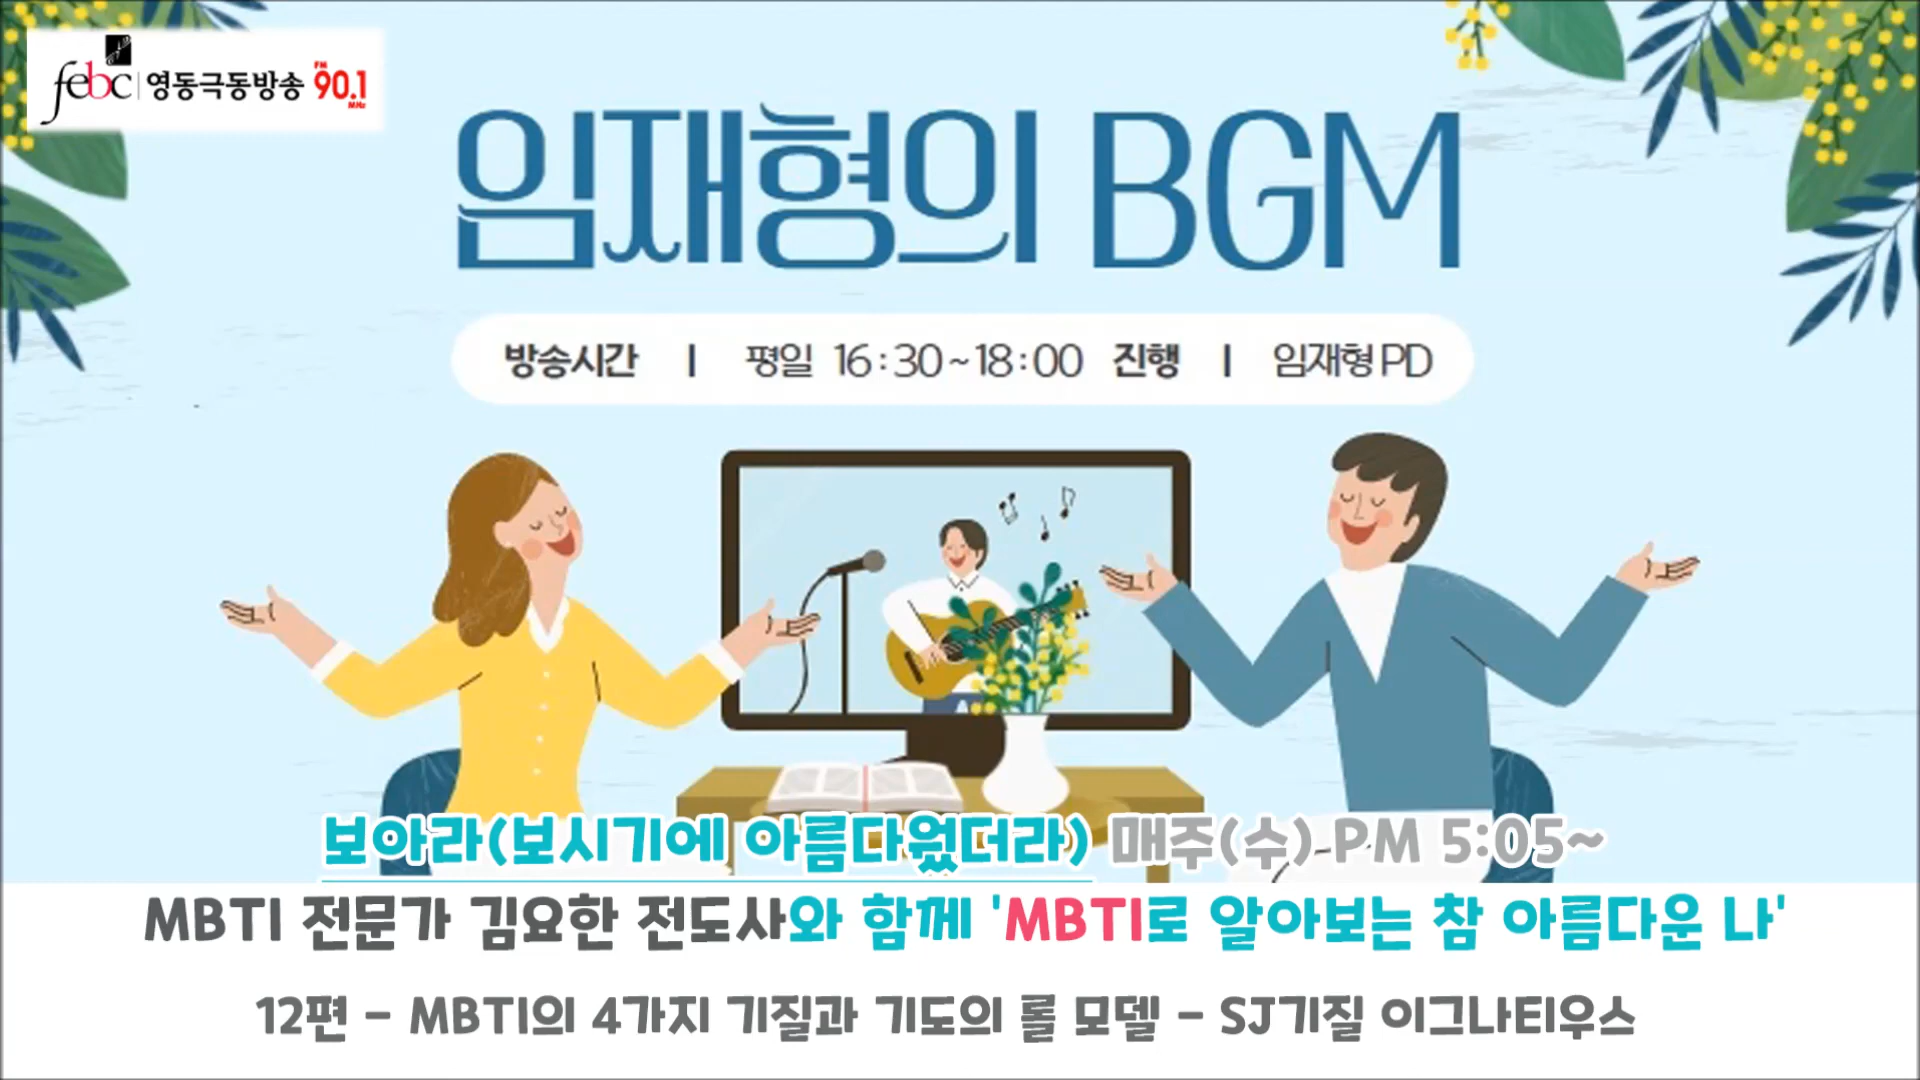 febc 영동극동방송 FM 90.1 MHz
임재형의 BGM
방송시간 | 평일 16:30~18:00 진행 | 임재형 PD
보아라(보시기에 아름다웠더라) 매주(수) PM 5:05~
MBTI 전문가 김요한 전도사와 함께 'MBTI로 알아보는 참 아름다운 나'
12편 - MBTI의 4가지 기질과 기도의 롤 모델 - SJ기질 이그나티우스